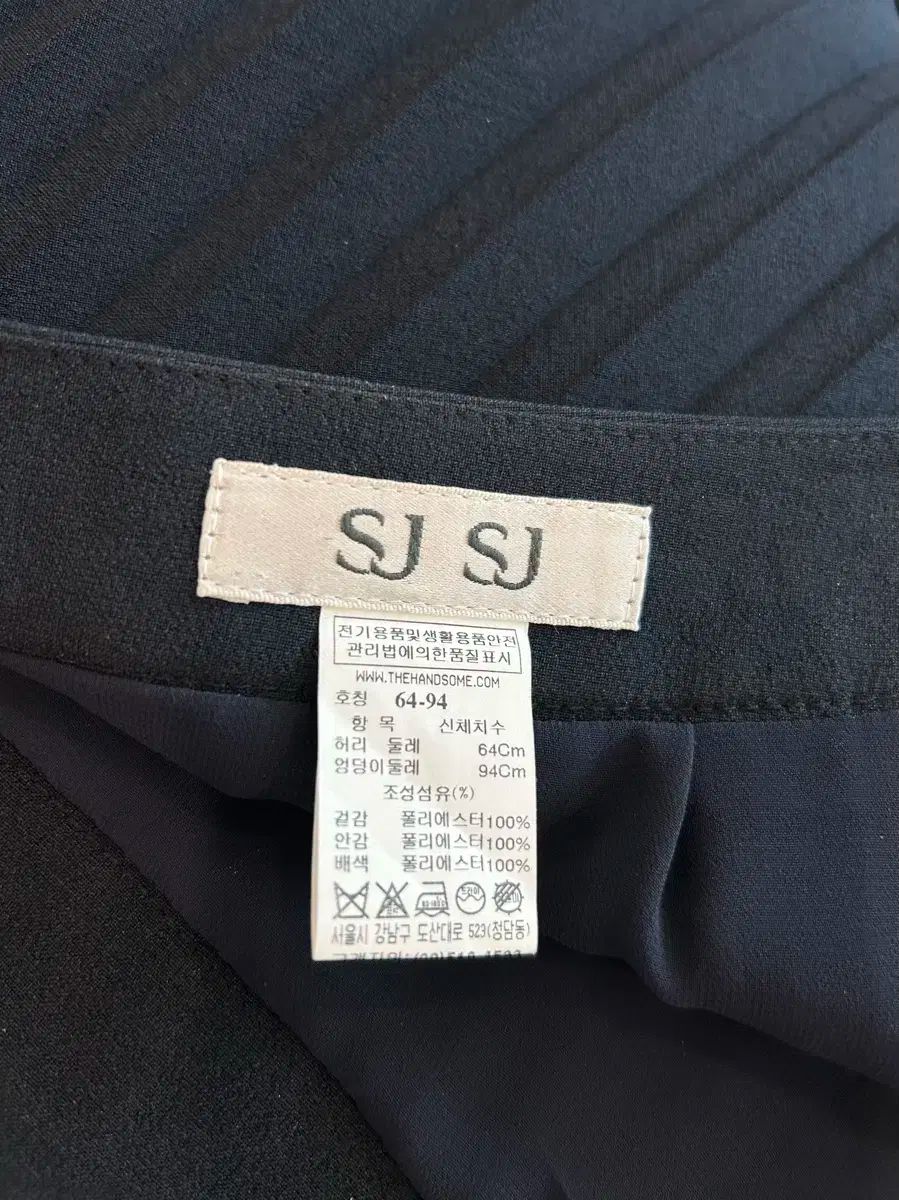 SJ SJ
전기용품및생활용품안전
관리법에의한품질표시
WWW.THEHANDSOME.COM
호칭 64-94
항 목 신체치수
허리 둘레 64Cm
엉덩이둘레 94Cm
조성섬유(%)
겉감 폴리에스터100%
안감 폴리에스터100%
배색 폴리에스터100%
서울시 강남구 도산대로 523(청담동)